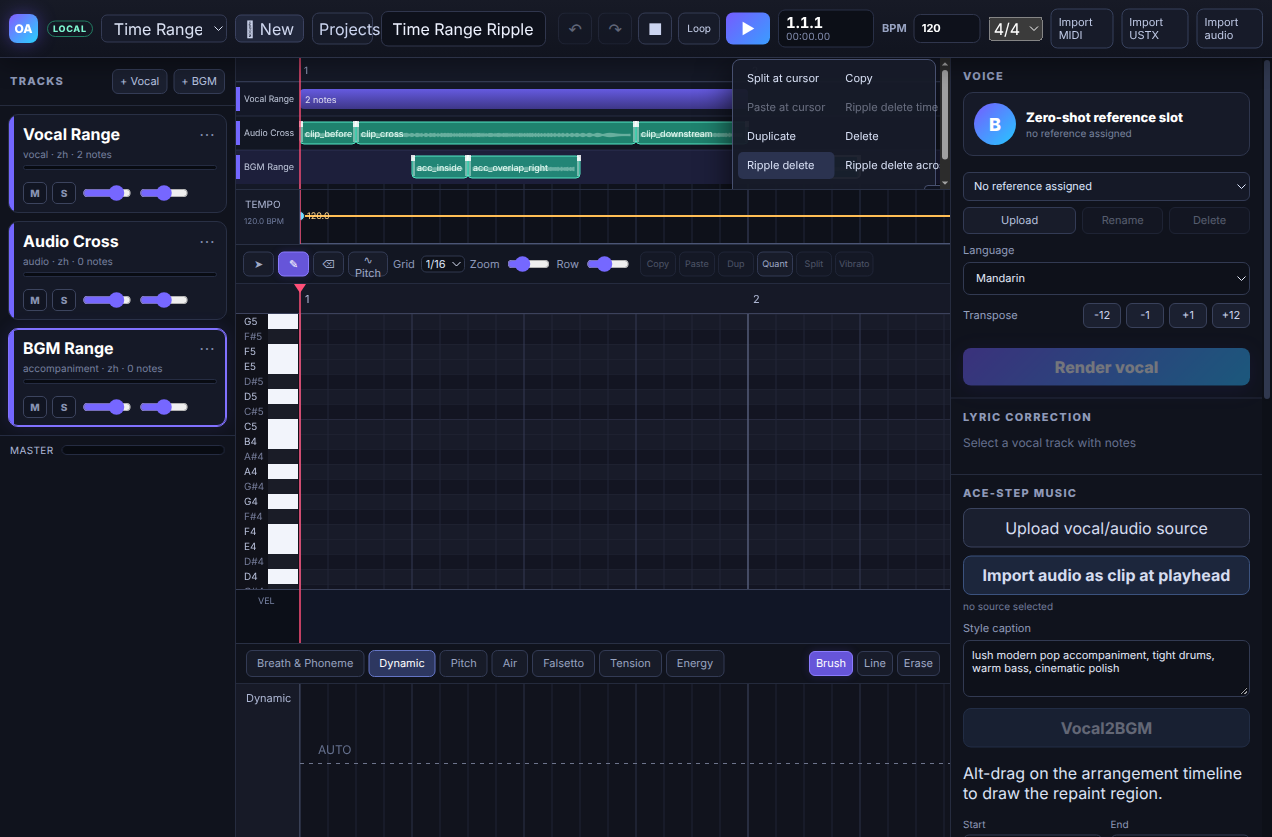 OA
LOCAL
Time Range
New
Projects
Time Range Ripple
Loop
1.1.1
00:00.00
BPM
120
4/4
Import MIDI
Import USTX
Import audio
TRACKS
+ Vocal
+ BGM
Vocal Range
vocal · zh · 2 notes
M
S
Audio Cross
audio · zh · 0 notes
M
S
BGM Range
accompaniment · zh · 0 notes
M
S
MASTER
1
Vocal Range
2 notes
Audio Cross
clip_before
clip_cross
clip_downstream
BGM Range
acc_inside
acc_overlap_right
Split at cursor
Copy
Paste at cursor
Ripple delete time
Duplicate
Delete
Ripple delete
Ripple delete acro
TEMPO
120.0 BPM
120.0
Pitch
Grid
1/16
Zoom
Row
Copy
Paste
Dup
Quant
Split
Vibrato
1
2
G5
F#5
F5
E5
D#5
D5
C#5
C5
B4
A#4
A4
G#4
G4
F#4
F4
E4
D#4
D4
VEL
Breath & Phoneme
Dynamic
Pitch
Air
Falsetto
Tension
Energy
Brush
Line
Erase
Dynamic
AUTO
VOICE
B
Zero-shot reference slot
no reference assigned
No reference assigned
Upload
Rename
Delete
Language
Mandarin
Transpose
-12
-1
+1
+12
Render vocal
LYRIC CORRECTION
Select a vocal track with notes
ACE-STEP MUSIC
Upload vocal/audio source
Import audio as clip at playhead
no source selected
Style caption
lush modern pop accompaniment, tight drums,
warm bass, cinematic polish
Vocal2BGM
Alt-drag on the arrangement timeline
to draw the repaint region.
Start
End